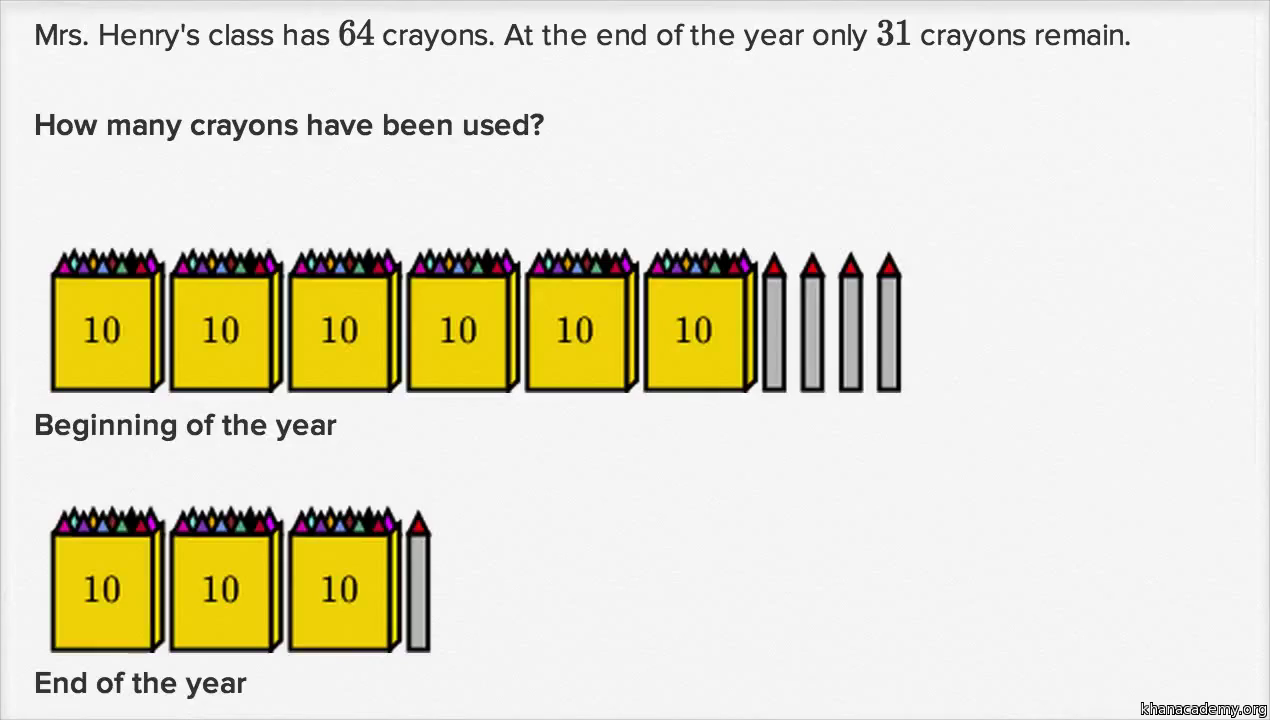 Mrs. Henry's class has 64 crayons. At the end of the year only 31 crayons remain.
How many crayons have been used?
10 10 10 10 10 10
Beginning of the year
10 10 10
End of the year
khanacademy.org